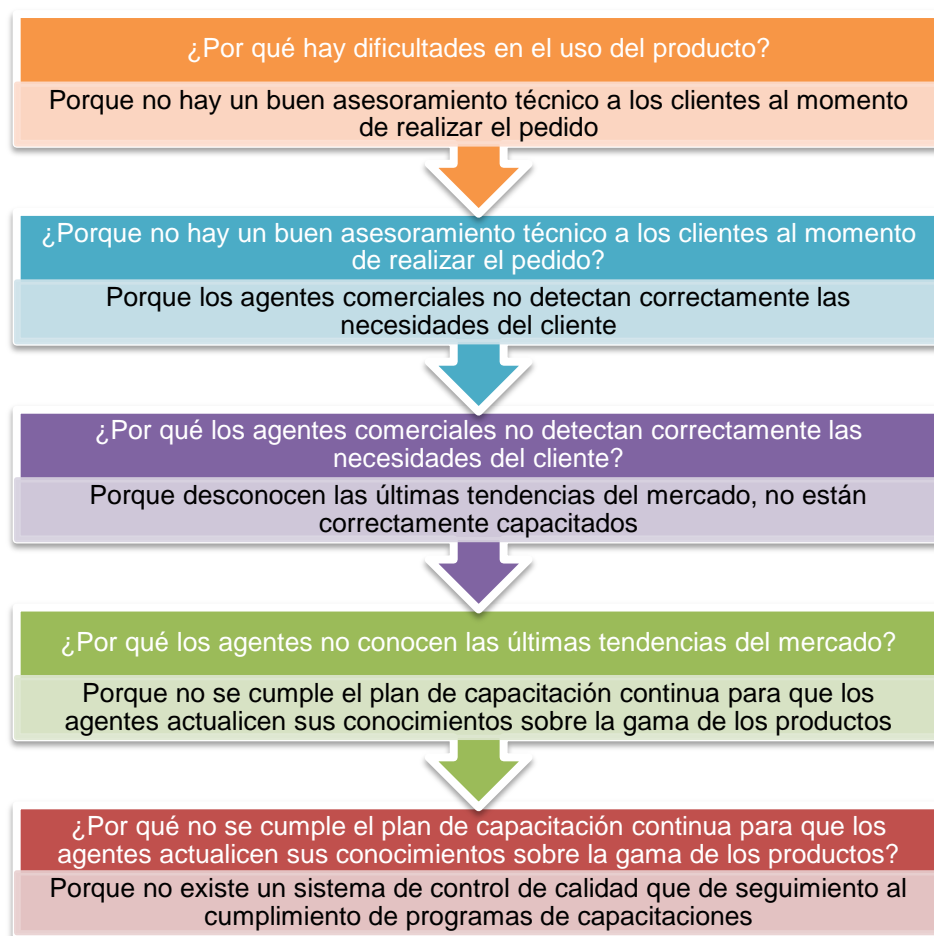 ¿Por qué hay dificultades en el uso del producto?
Porque no hay un buen asesoramiento técnico a los clientes al momento
de realizar el pedido
¿Porque no hay un buen asesoramiento técnico a los clientes al momento
de realizar el pedido?
Porque los agentes comerciales no detectan correctamente las
necesidades del cliente
¿Por qué los agentes comerciales no detectan correctamente las
necesidades del cliente?
Porque desconocen las últimas tendencias del mercado, no están
correctamente capacitados
¿Por qué los agentes no conocen las últimas tendencias del mercado?
Porque no se cumple el plan de capacitación continua para que los
agentes actualicen sus conocimientos sobre la gama de los productos
¿Por qué no se cumple el plan de capacitación continua para que los
agentes actualicen sus conocimientos sobre la gama de los productos?
Porque no existe un sistema de control de calidad que de seguimiento al
cumplimiento de programas de capacitaciones